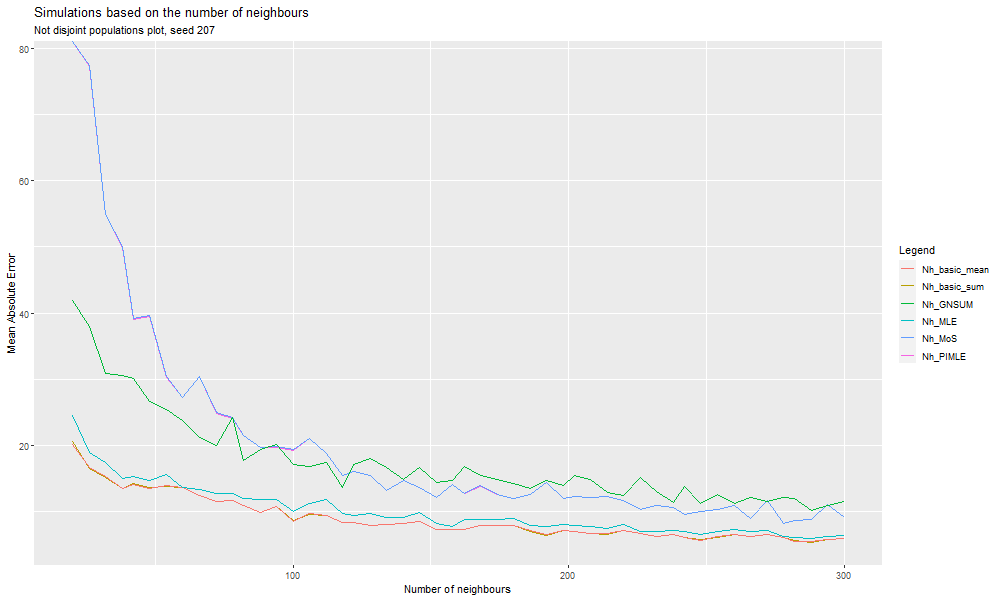 Simulations based on the number of neighbours
Not disjoint populations plot, seed 207
80
60
40
20
Mean Absolute Error
100
200
300
Number of neighbours
Legend
Nh_basic_mean
Nh_basic_sum
Nh_GNSUM
Nh_MLE
Nh_MoS
Nh_PIMLE